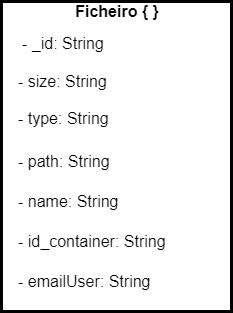 Ficheiro { }
- _id: String
- size: String
- type: String
- path: String
- name: String
- id_container: String
- emailUser: String